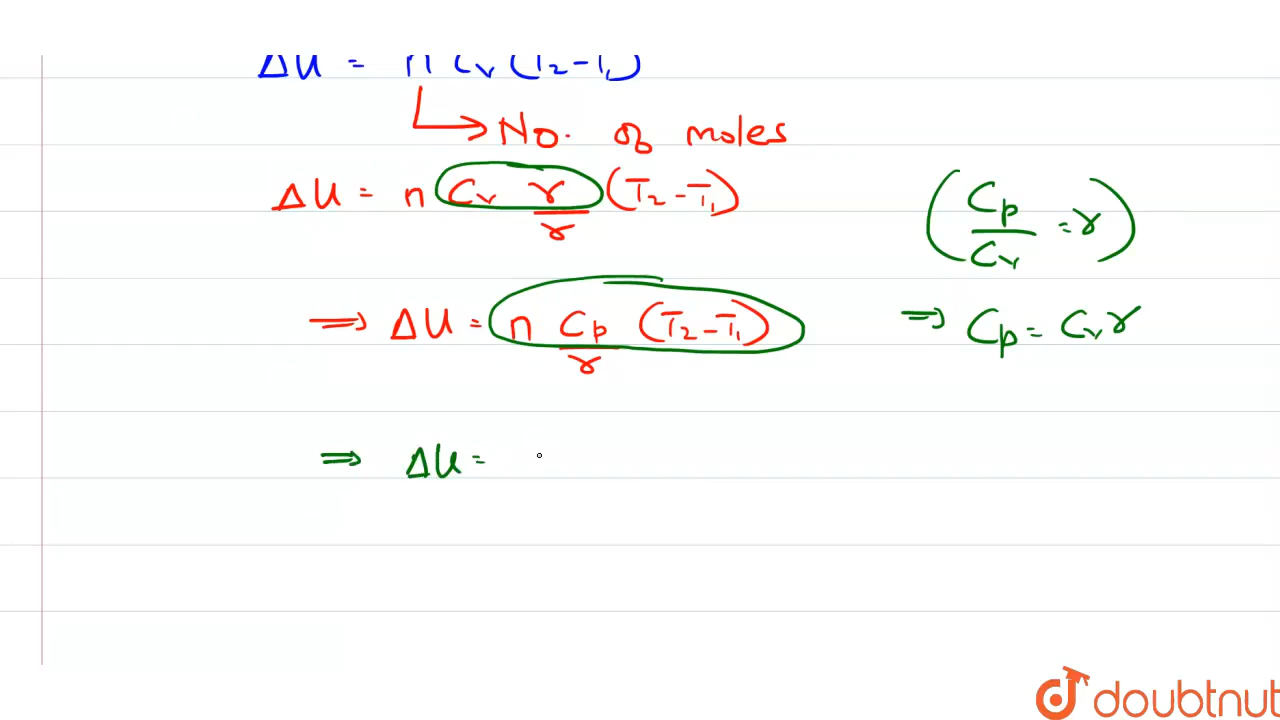 ΔU = n Cv (T2-T1)
No. of moles
ΔU = n Cv γ/γ (T2-T1)
(Cp/Cv = γ)
⇒ ΔU = n Cp/γ (T2-T1)
⇒ Cp = Cvγ
⇒ ΔU =
doubtnut